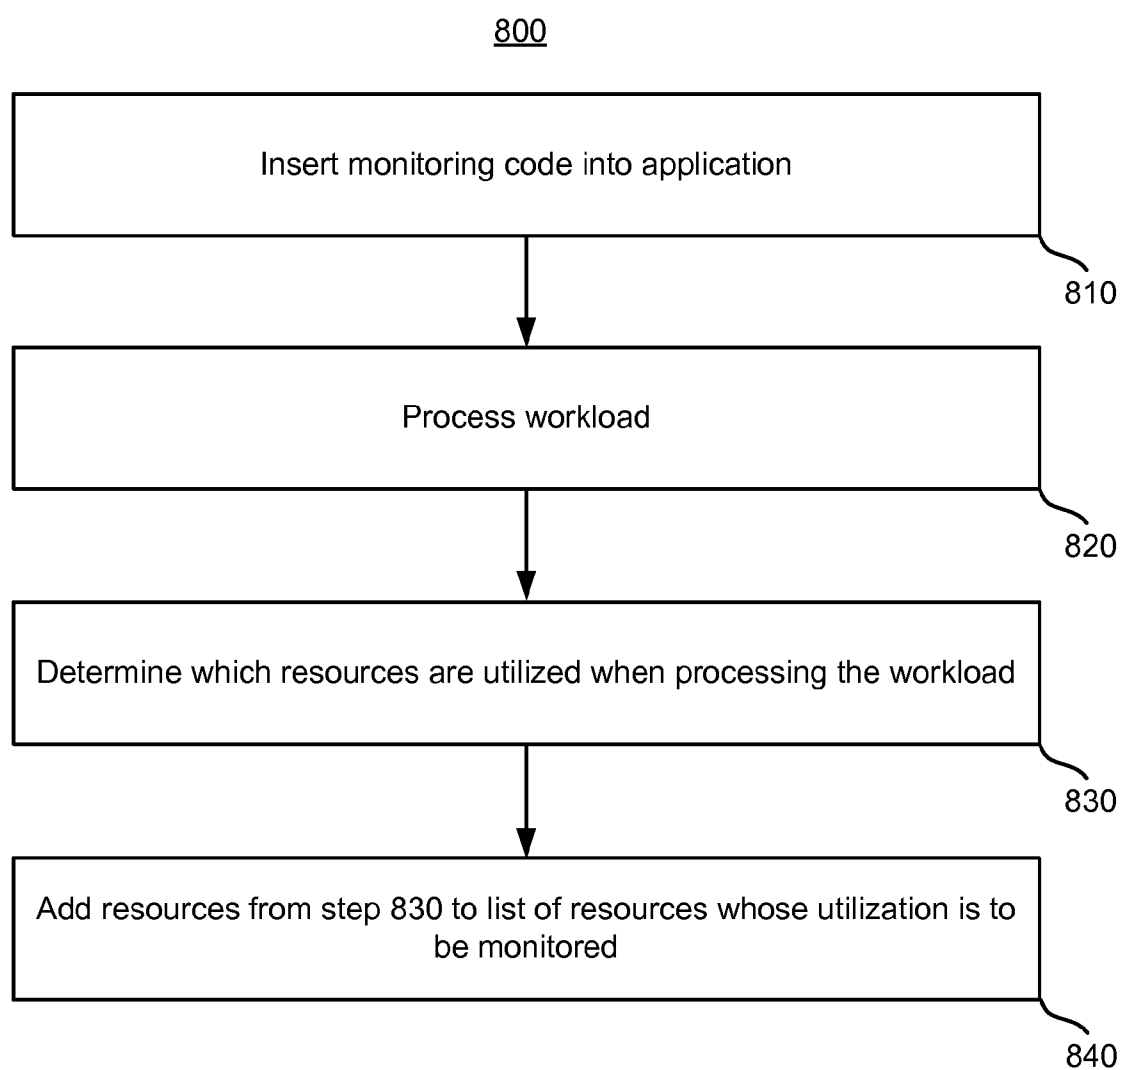 800
Insert monitoring code into application
810
Process workload
820
Determine which resources are utilized when processing the workload
830
Add resources from step 830 to list of resources whose utilization is to
be monitored
840